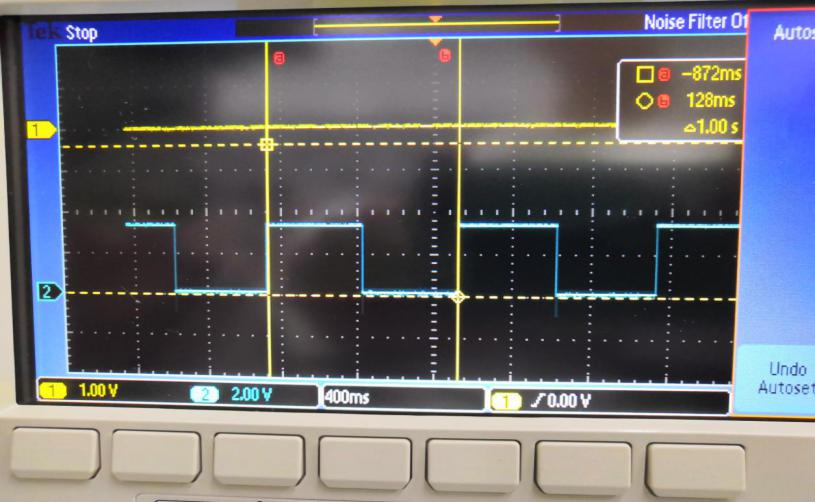 Tek Stop
Noise Filter Of
Autos
a
b
a -872ms
b 128ms
△1.00 s
1
2
1 1.00 V
2 2.00 V
400ms
1 0.00 V
Undo
Autoset